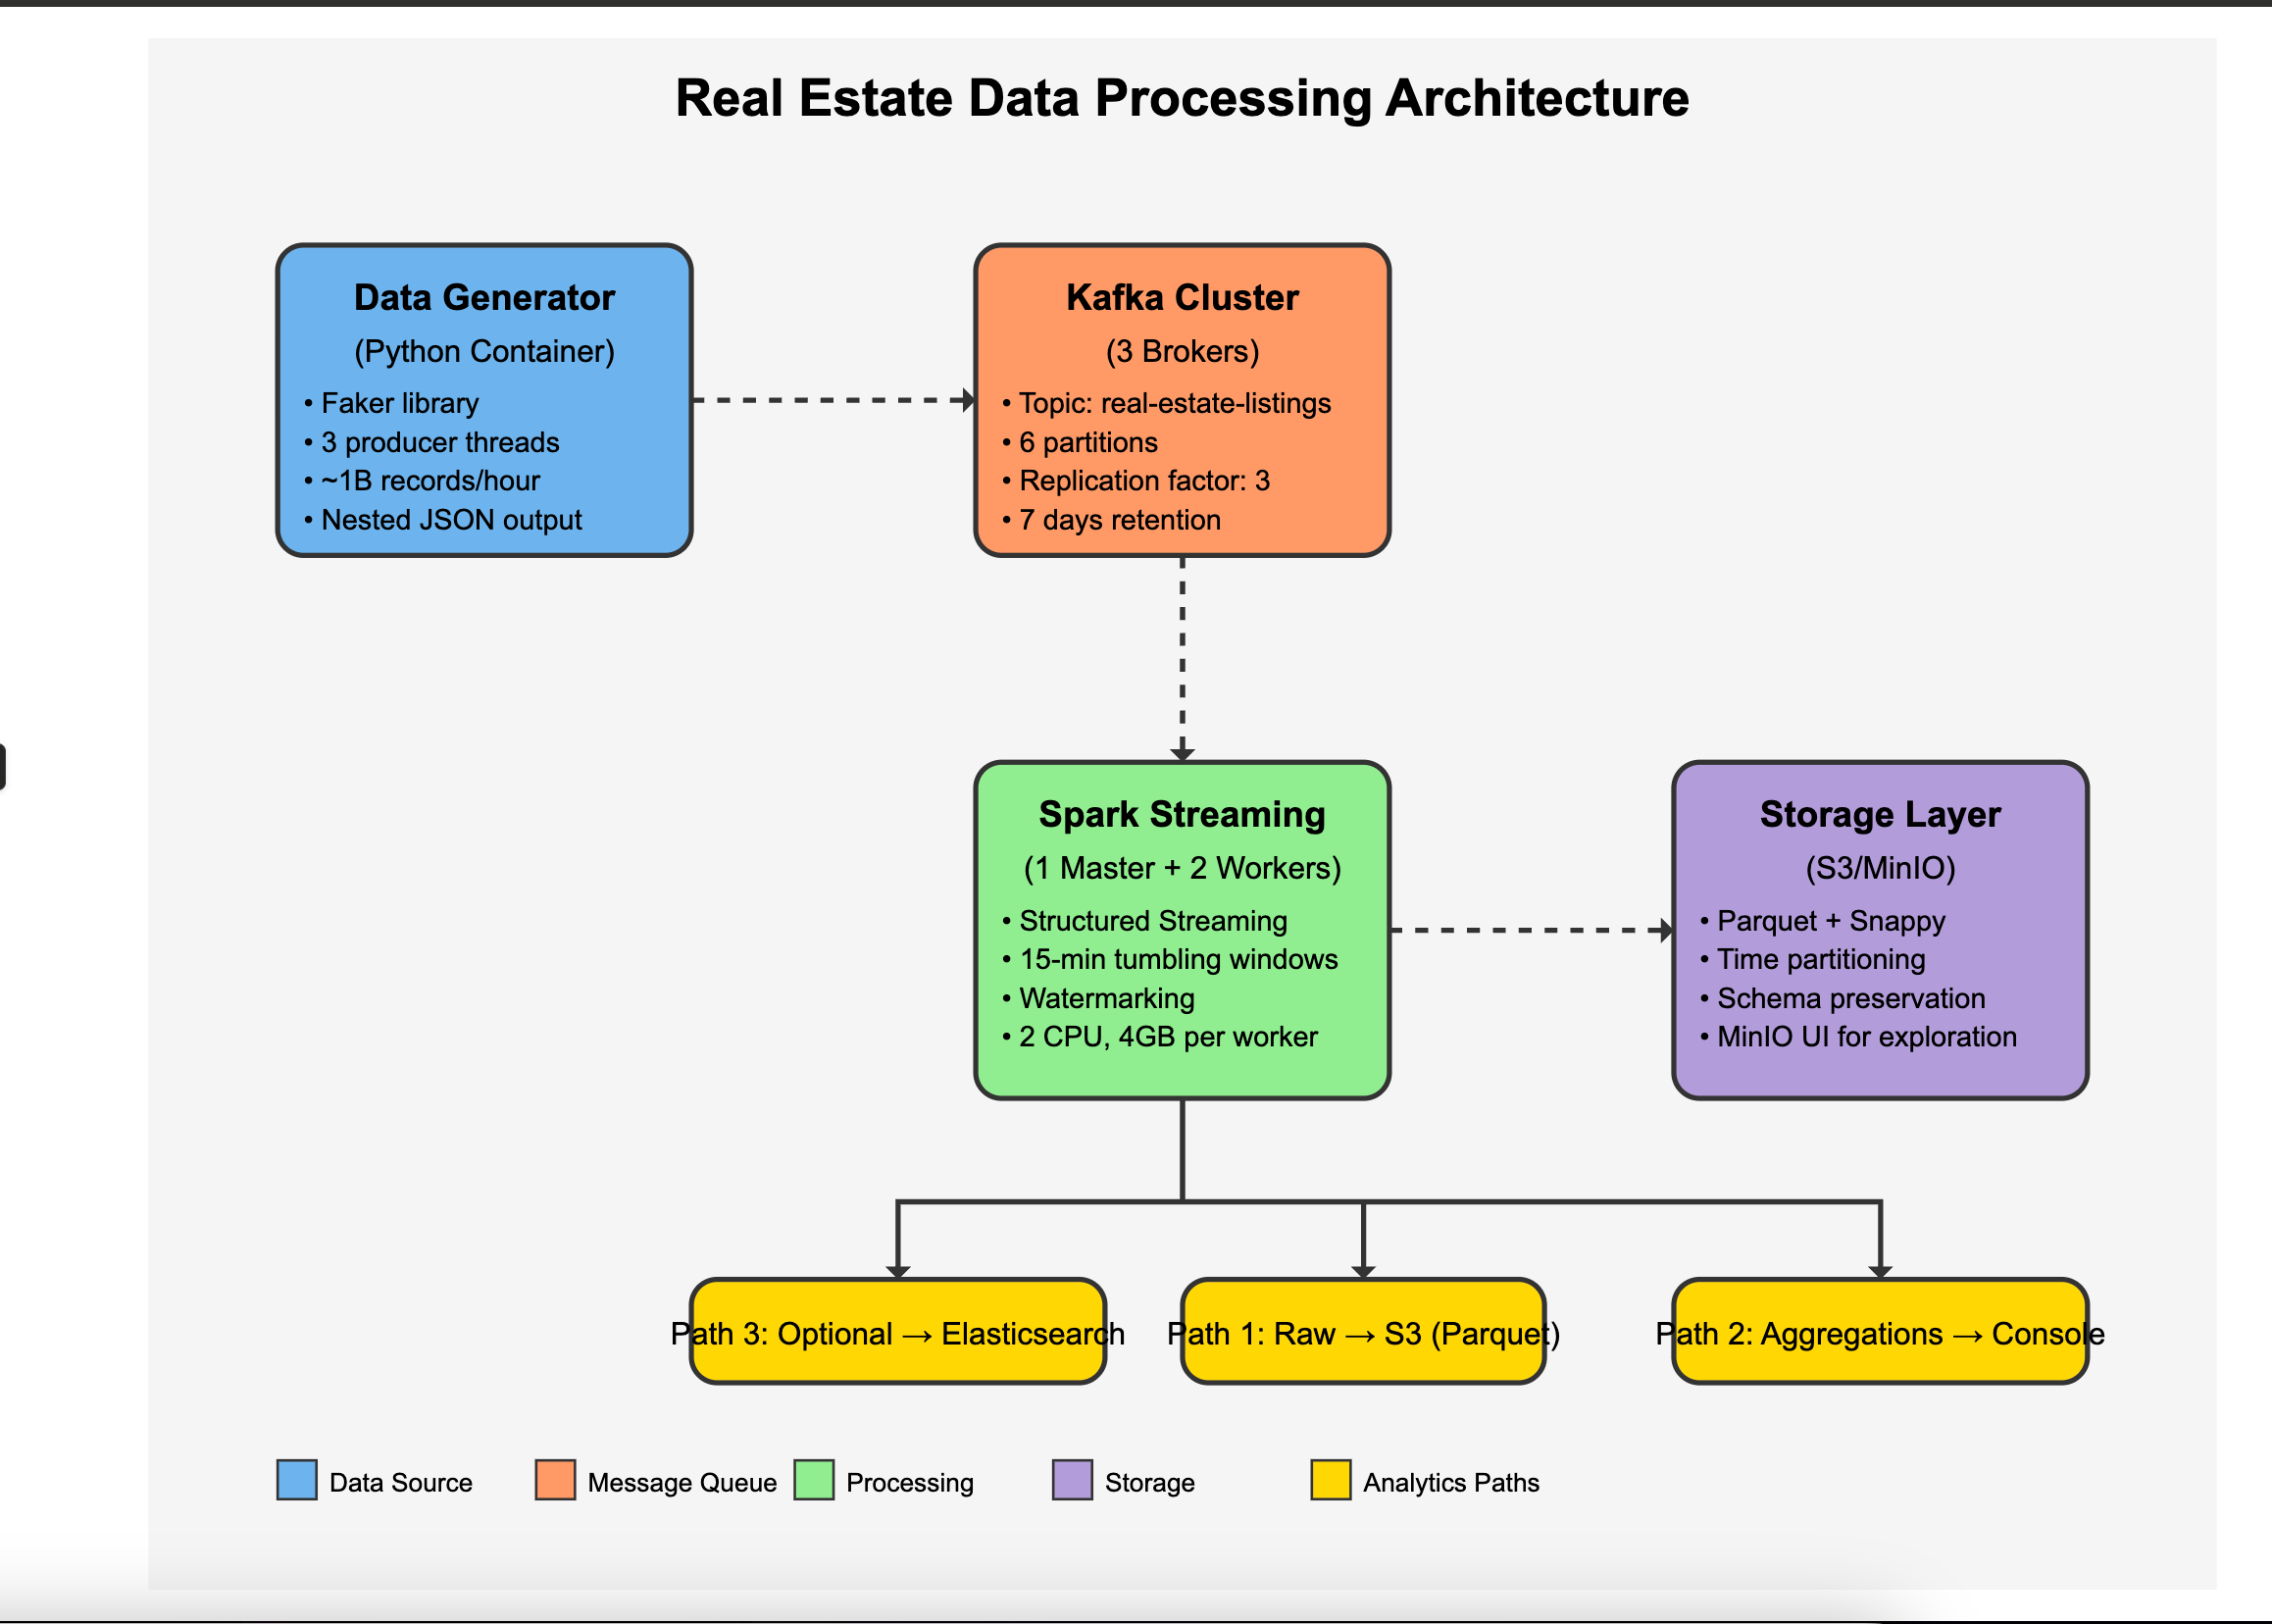 Real Estate Data Processing Architecture
Data Generator
(Python Container)
• Faker library
• 3 producer threads
• ~1B records/hour
• Nested JSON output
Kafka Cluster
(3 Brokers)
• Topic: real-estate-listings
• 6 partitions
• Replication factor: 3
• 7 days retention
Spark Streaming
(1 Master + 2 Workers)
• Structured Streaming
• 15-min tumbling windows
• Watermarking
• 2 CPU, 4GB per worker
Storage Layer
(S3/MinIO)
• Parquet + Snappy
• Time partitioning
• Schema preservation
• MinIO UI for exploration
Path 3: Optional → Elasticsearch
Path 1: Raw → S3 (Parquet)
Path 2: Aggregations → Console
Data Source
Message Queue
Processing
Storage
Analytics Paths